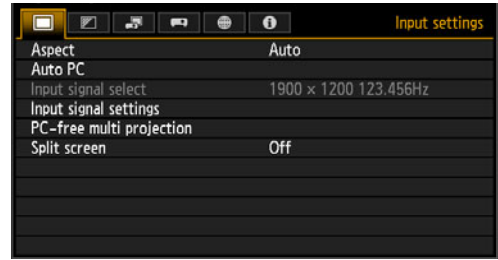 Input settings
Aspect Auto
Auto PC
Input signal select 1900 × 1200 123.456Hz
Input signal settings
PC-free multi projection
Split screen Off